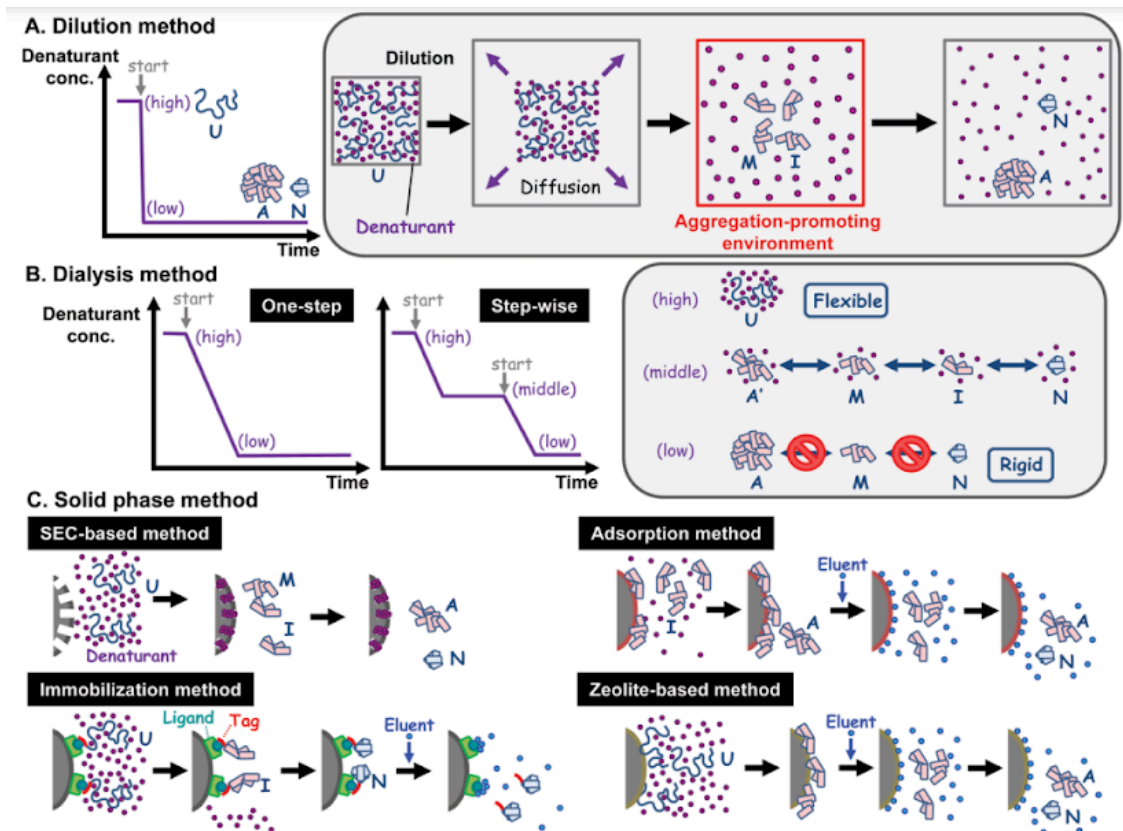 A. Dilution method
Denaturant
conc.
start
(high)
U
(low)
A
N
Time
Dilution
U
Denaturant
Diffusion
M
I
Aggregation-promoting
environment
N
A
B. Dialysis method
Denaturant
conc.
start
One-step
(high)
(low)
Time
start
Step-wise
(high)
start
(middle)
(low)
Time
(high)
U
Flexible
(middle)
A'
M
I
N
(low)
A
M
N
Rigid
C. Solid phase method
SEC-based method
U
Denaturant
M
I
A
N
Adsorption method
I
A
Eluent
A
N
Immobilization method
Ligand
Tag
U
I
N
Eluent
Zeolite-based method
U
Eluent
A
N